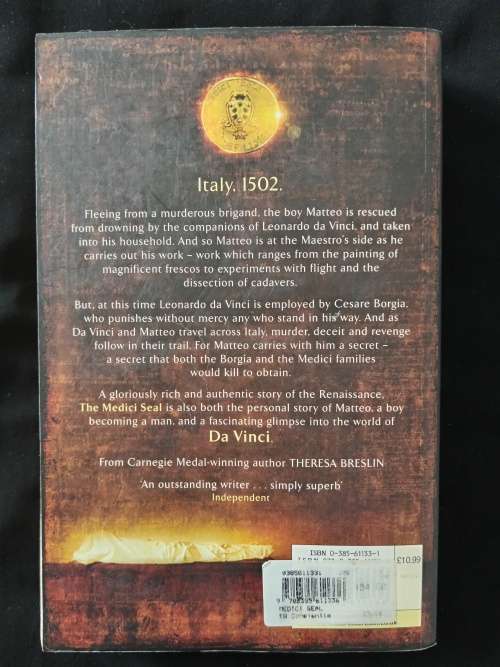 Italy, 1502.
Fleeing from a murderous brigand, the boy Matteo is rescued
from drowning by the companions of Leonardo da Vinci, and taken
into his household. And so Matteo is at the Maestro's side as he
carries out his work – work which ranges from the painting of
magnificent frescos to experiments with flight and the
dissection of cadavers.
But, at this time Leonardo da Vinci is employed by Cesare Borgia,
who punishes without mercy any who stand in his way. And as
Da Vinci and Matteo travel across Italy, murder, deceit and revenge
follow in their trail. For Matteo carries with him a secret –
a secret that both the Borgia and the Medici families
would kill to obtain.
A gloriously rich and authentic story of the Renaissance,
The Medici Seal is also both the personal story of Matteo, a boy
becoming a man, and a fascinating glimpse into the world of
Da Vinci.
From Carnegie Medal-winning author THERESA BRESLIN
'An outstanding writer . . . simply superb'
Independent
ISBN 0-385-61133-1
£10.99
0385611331
9 780385 611336
MEDICI SEAL